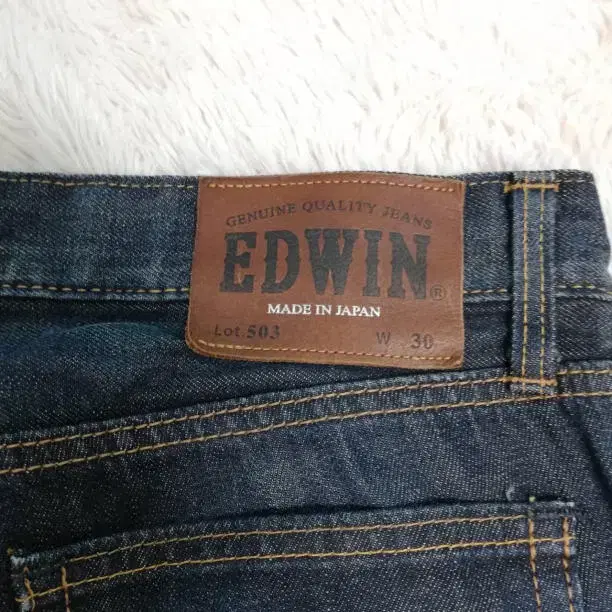 GENUINE QUALITY JEANS
EDWIN®
MADE IN JAPAN
Lot.503 W 30